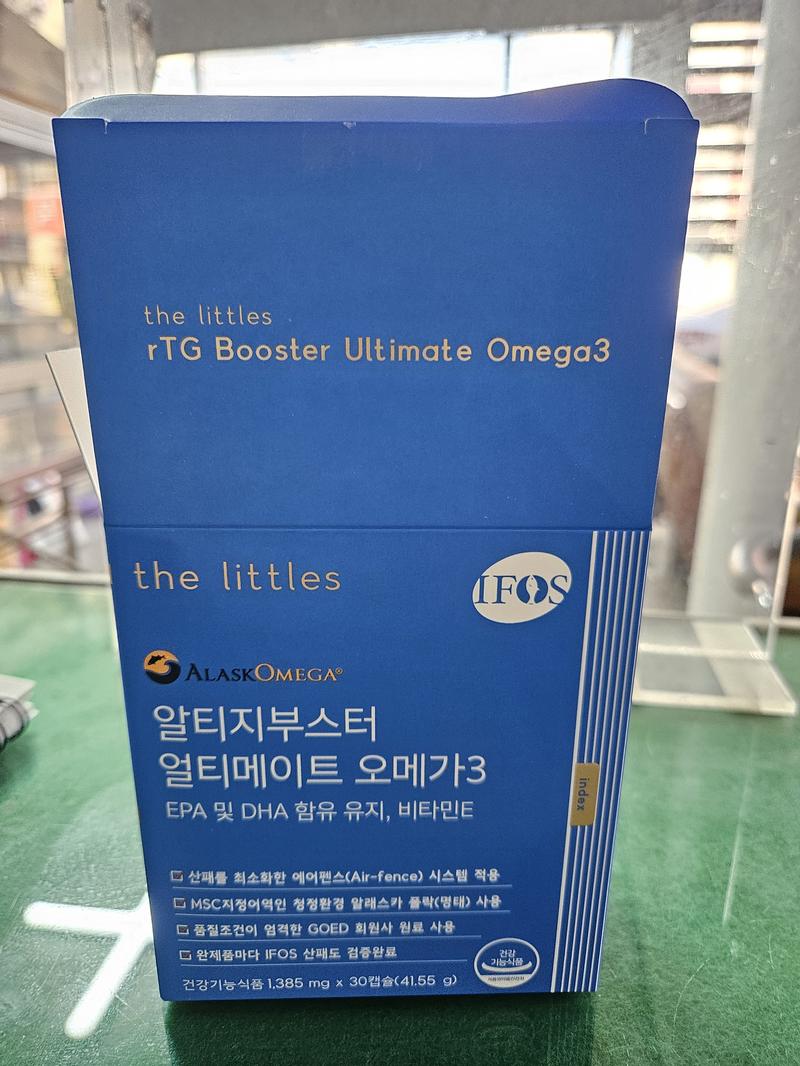 the littles
rTG Booster Ultimate Omega3
the littles
IFOS
ALASKOMEGA®
알티지부스터
얼티메이트 오메가3
EPA 및 DHA 함유 유지, 비타민E
index
산패를 최소화한 에어펜스(Air-fence) 시스템 적용
MSC지정어역인 청정환경 알래스카 폴락(명태) 사용
품질조건이 엄격한 GOED 회원사 원료 사용
완제품마다 IFOS 산패도 검증완료
건강
기능식품
건강기능식품 1,385 mg x 30캡슐(41.55 g)